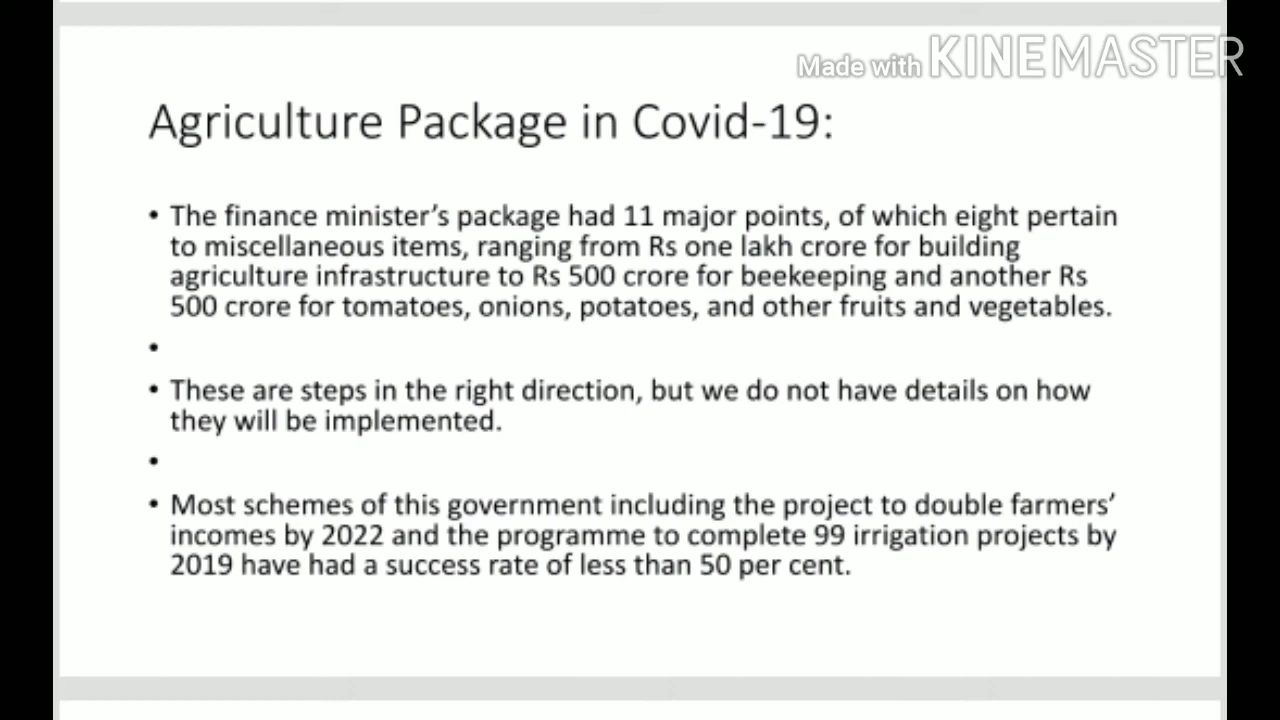 Made with KINEMASTER
Agriculture Package in Covid-19:
• The finance minister’s package had 11 major points, of which eight pertain
to miscellaneous items, ranging from Rs one lakh crore for building
agriculture infrastructure to Rs 500 crore for beekeeping and another Rs
500 crore for tomatoes, onions, potatoes, and other fruits and vegetables.
•
• These are steps in the right direction, but we do not have details on how
they will be implemented.
•
• Most schemes of this government including the project to double farmers’
incomes by 2022 and the programme to complete 99 irrigation projects by
2019 have had a success rate of less than 50 per cent.